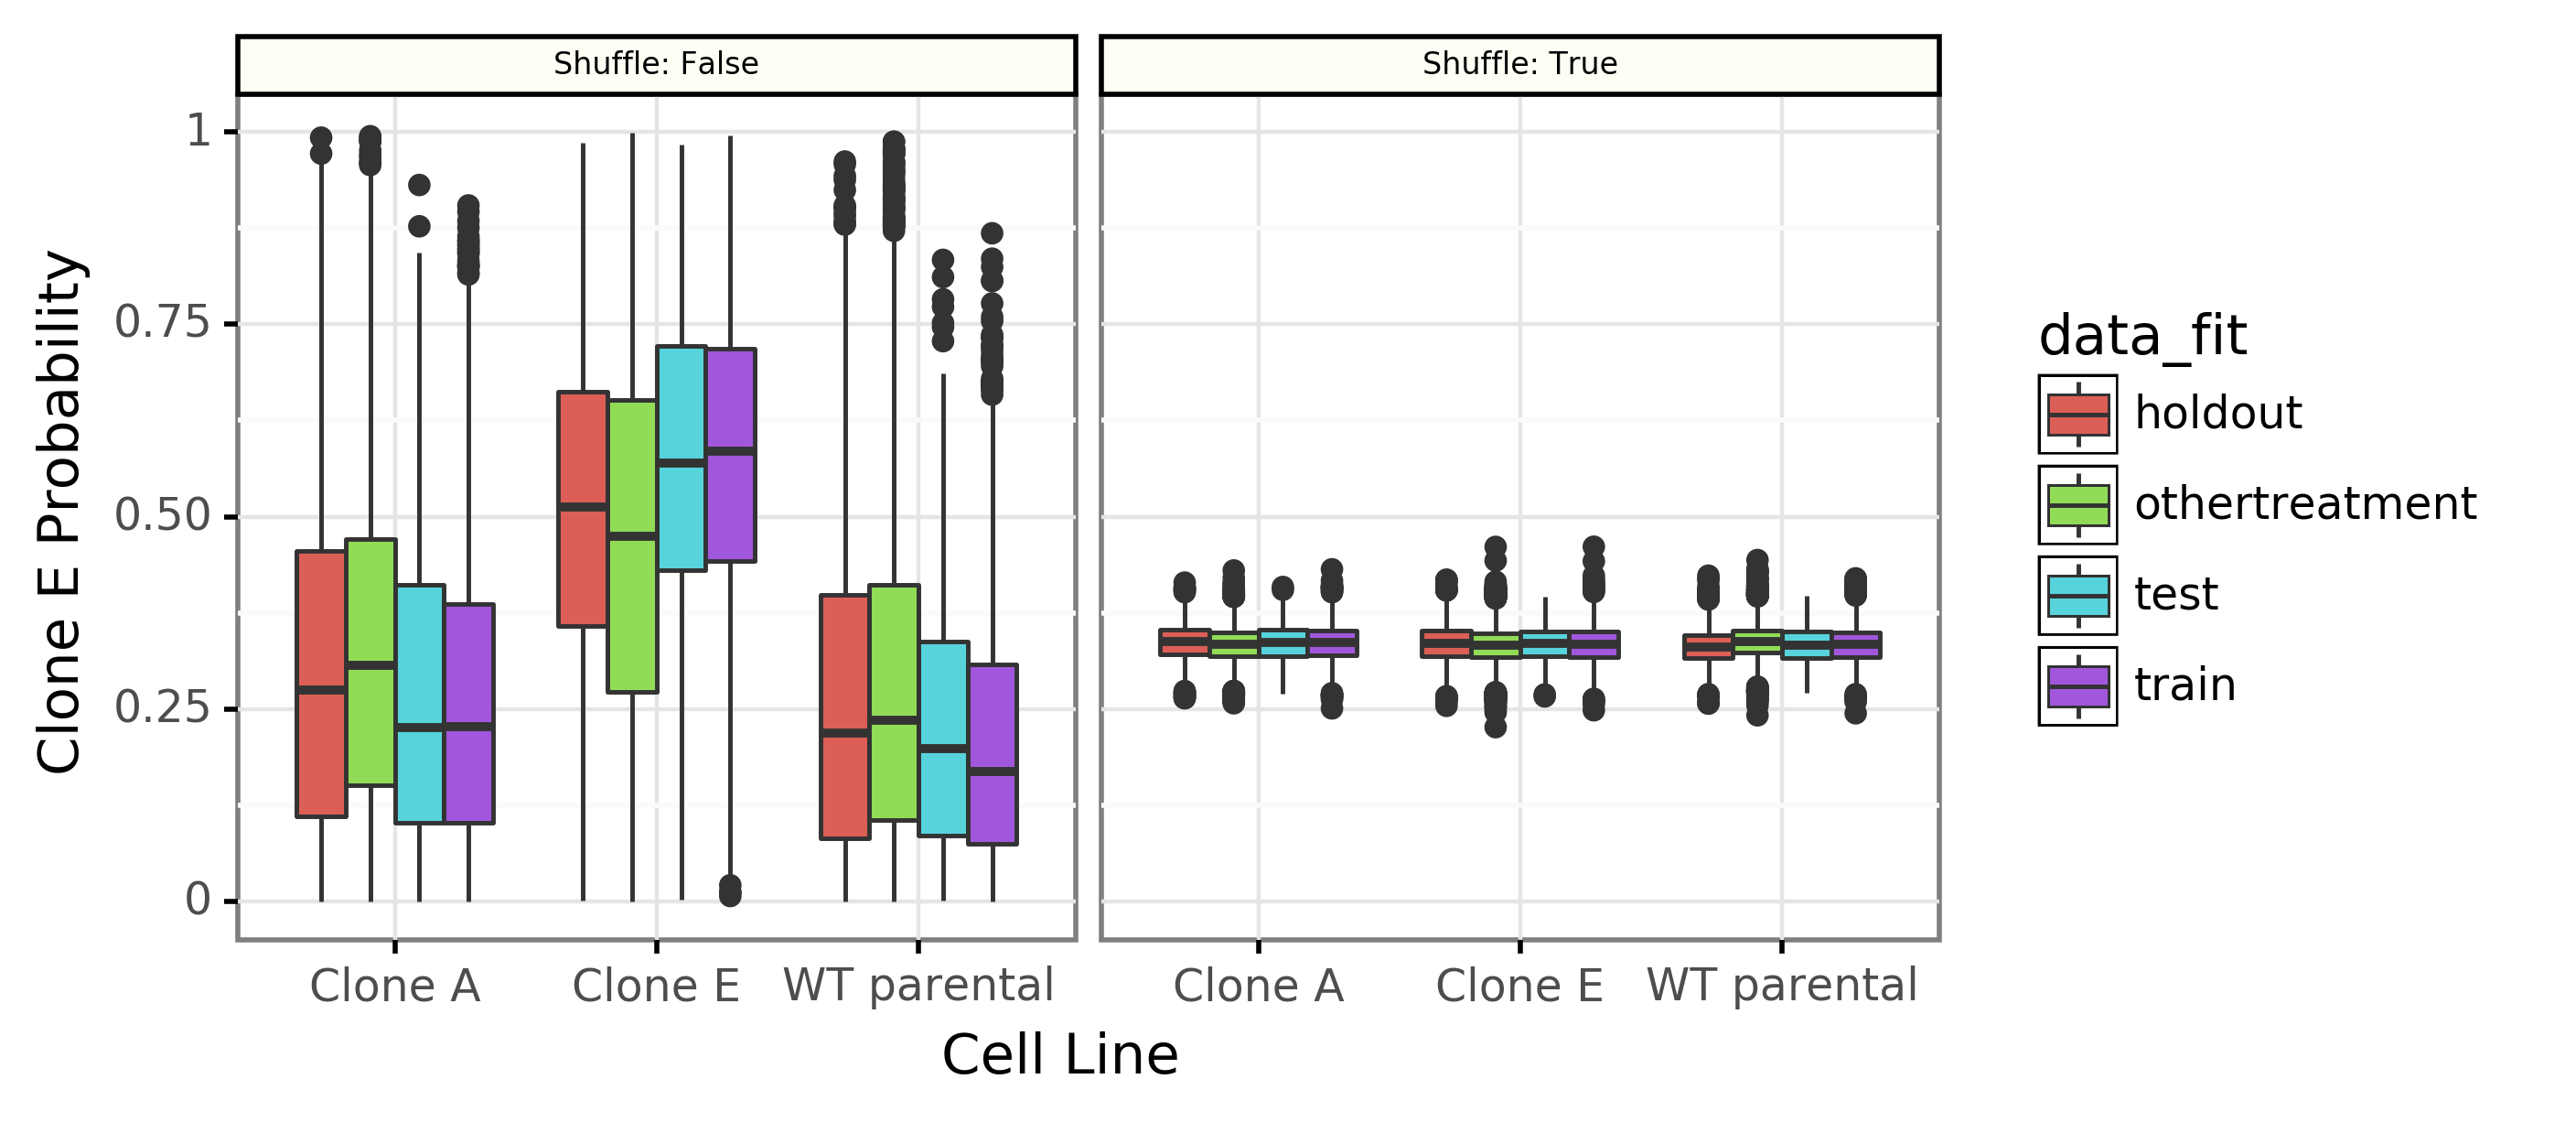 Shuffle: False
Shuffle: True
Clone E Probability
1
0.75
0.50
0.25
0
Clone A
Clone E
WT parental
Clone A
Clone E
WT parental
Cell Line
data_fit
holdout
othertreatment
test
train